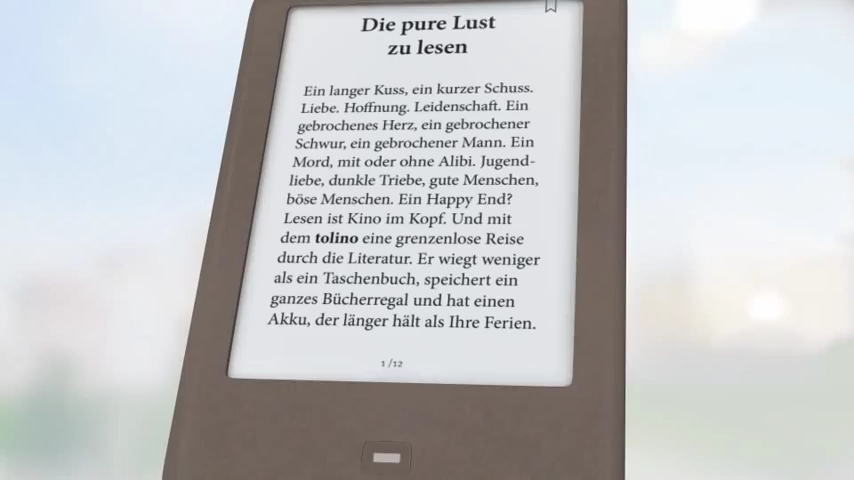 Die pure Lust
zu lesen
Ein langer Kuss, ein kurzer Schuss.
Liebe. Hoffnung. Leidenschaft. Ein
gebrochenes Herz, ein gebrochener
Schwur, ein gebrochener Mann. Ein
Mord, mit oder ohne Alibi. Jugend-
liebe, dunkle Triebe, gute Menschen,
böse Menschen. Ein Happy End?
Lesen ist Kino im Kopf. Und mit
dem tolino eine grenzenlose Reise
durch die Literatur. Er wiegt weniger
als ein Taschenbuch, speichert ein
ganzes Bücherregal und hat einen
Akku, der länger hält als Ihre Ferien.
1 /12